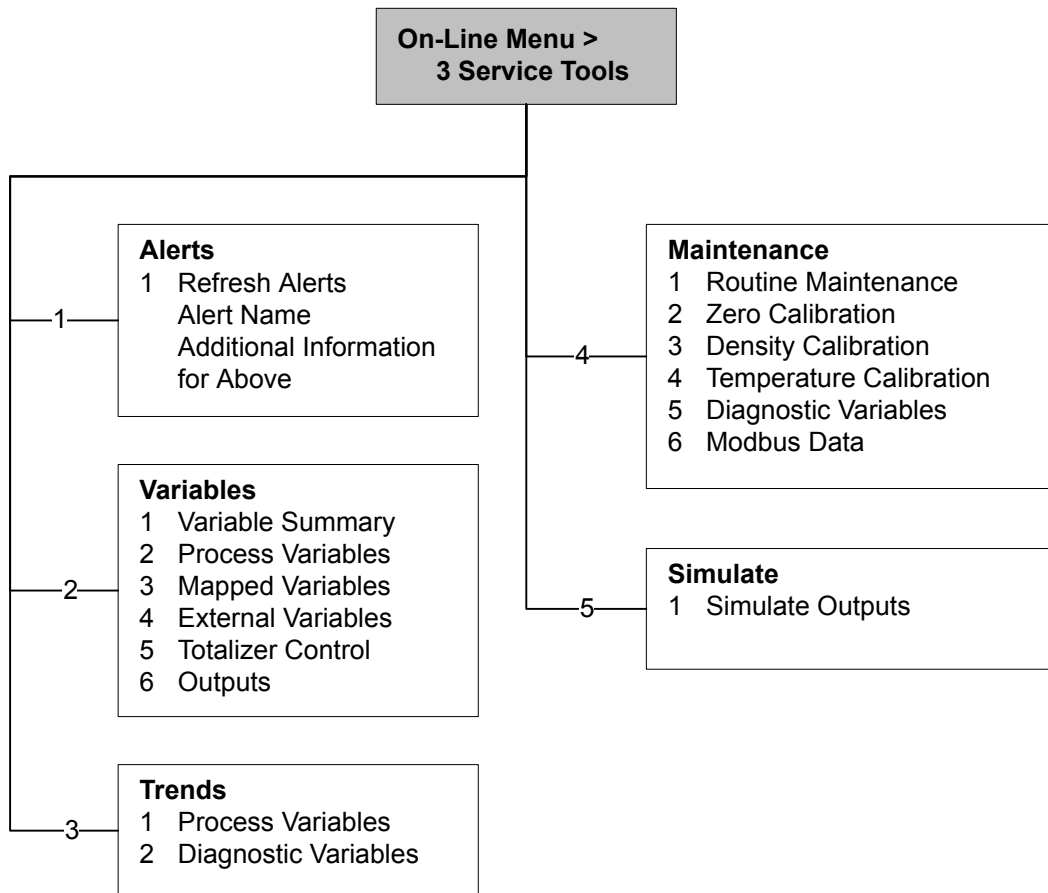 On-Line Menu >
3 Service Tools
1
Alerts
1 Refresh Alerts
Alert Name
Additional Information
for Above
2
Variables
1 Variable Summary
2 Process Variables
3 Mapped Variables
4 External Variables
5 Totalizer Control
6 Outputs
3
Trends
1 Process Variables
2 Diagnostic Variables
4
Maintenance
1 Routine Maintenance
2 Zero Calibration
3 Density Calibration
4 Temperature Calibration
5 Diagnostic Variables
6 Modbus Data
5
Simulate
1 Simulate Outputs